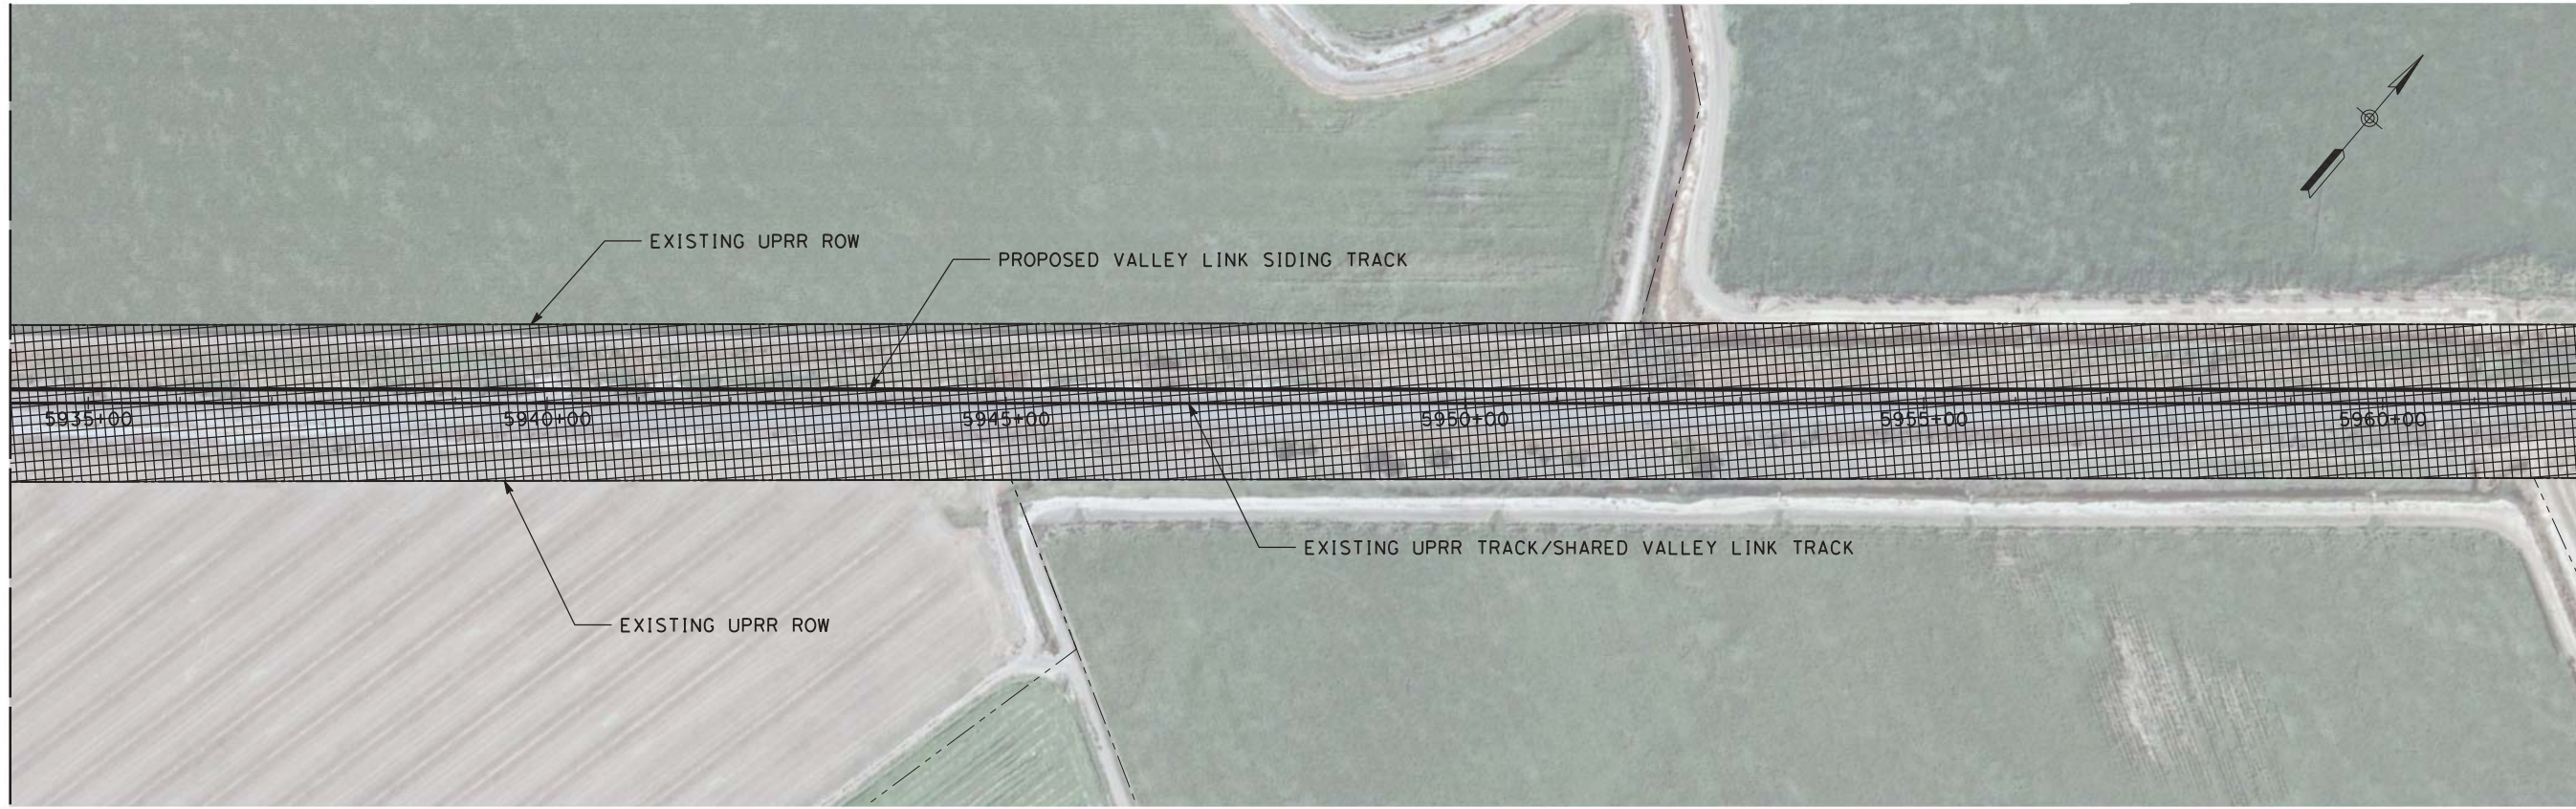 EXISTING UPRR ROW
PROPOSED VALLEY LINK SIDING TRACK
5935+00
5940+00
5945+00
5950+00
5955+00
5960+00
EXISTING UPRR TRACK/SHARED VALLEY LINK TRACK
EXISTING UPRR ROW